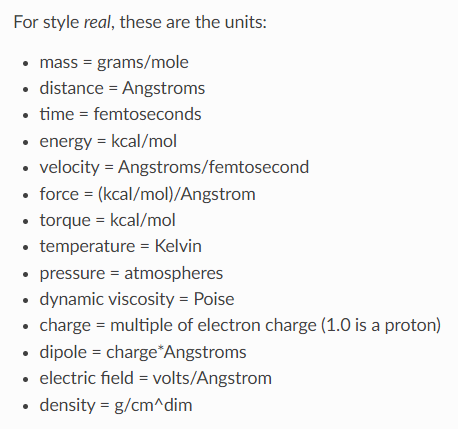 For style real, these are the units:
• mass = grams/mole
• distance = Angstroms
• time = femtoseconds
• energy = kcal/mol
• velocity = Angstroms/femtosecond
• force = (kcal/mol)/Angstrom
• torque = kcal/mol
• temperature = Kelvin
• pressure = atmospheres
• dynamic viscosity = Poise
• charge = multiple of electron charge (1.0 is a proton)
• dipole = charge*Angstroms
• electric field = volts/Angstrom
• density = g/cm^dim